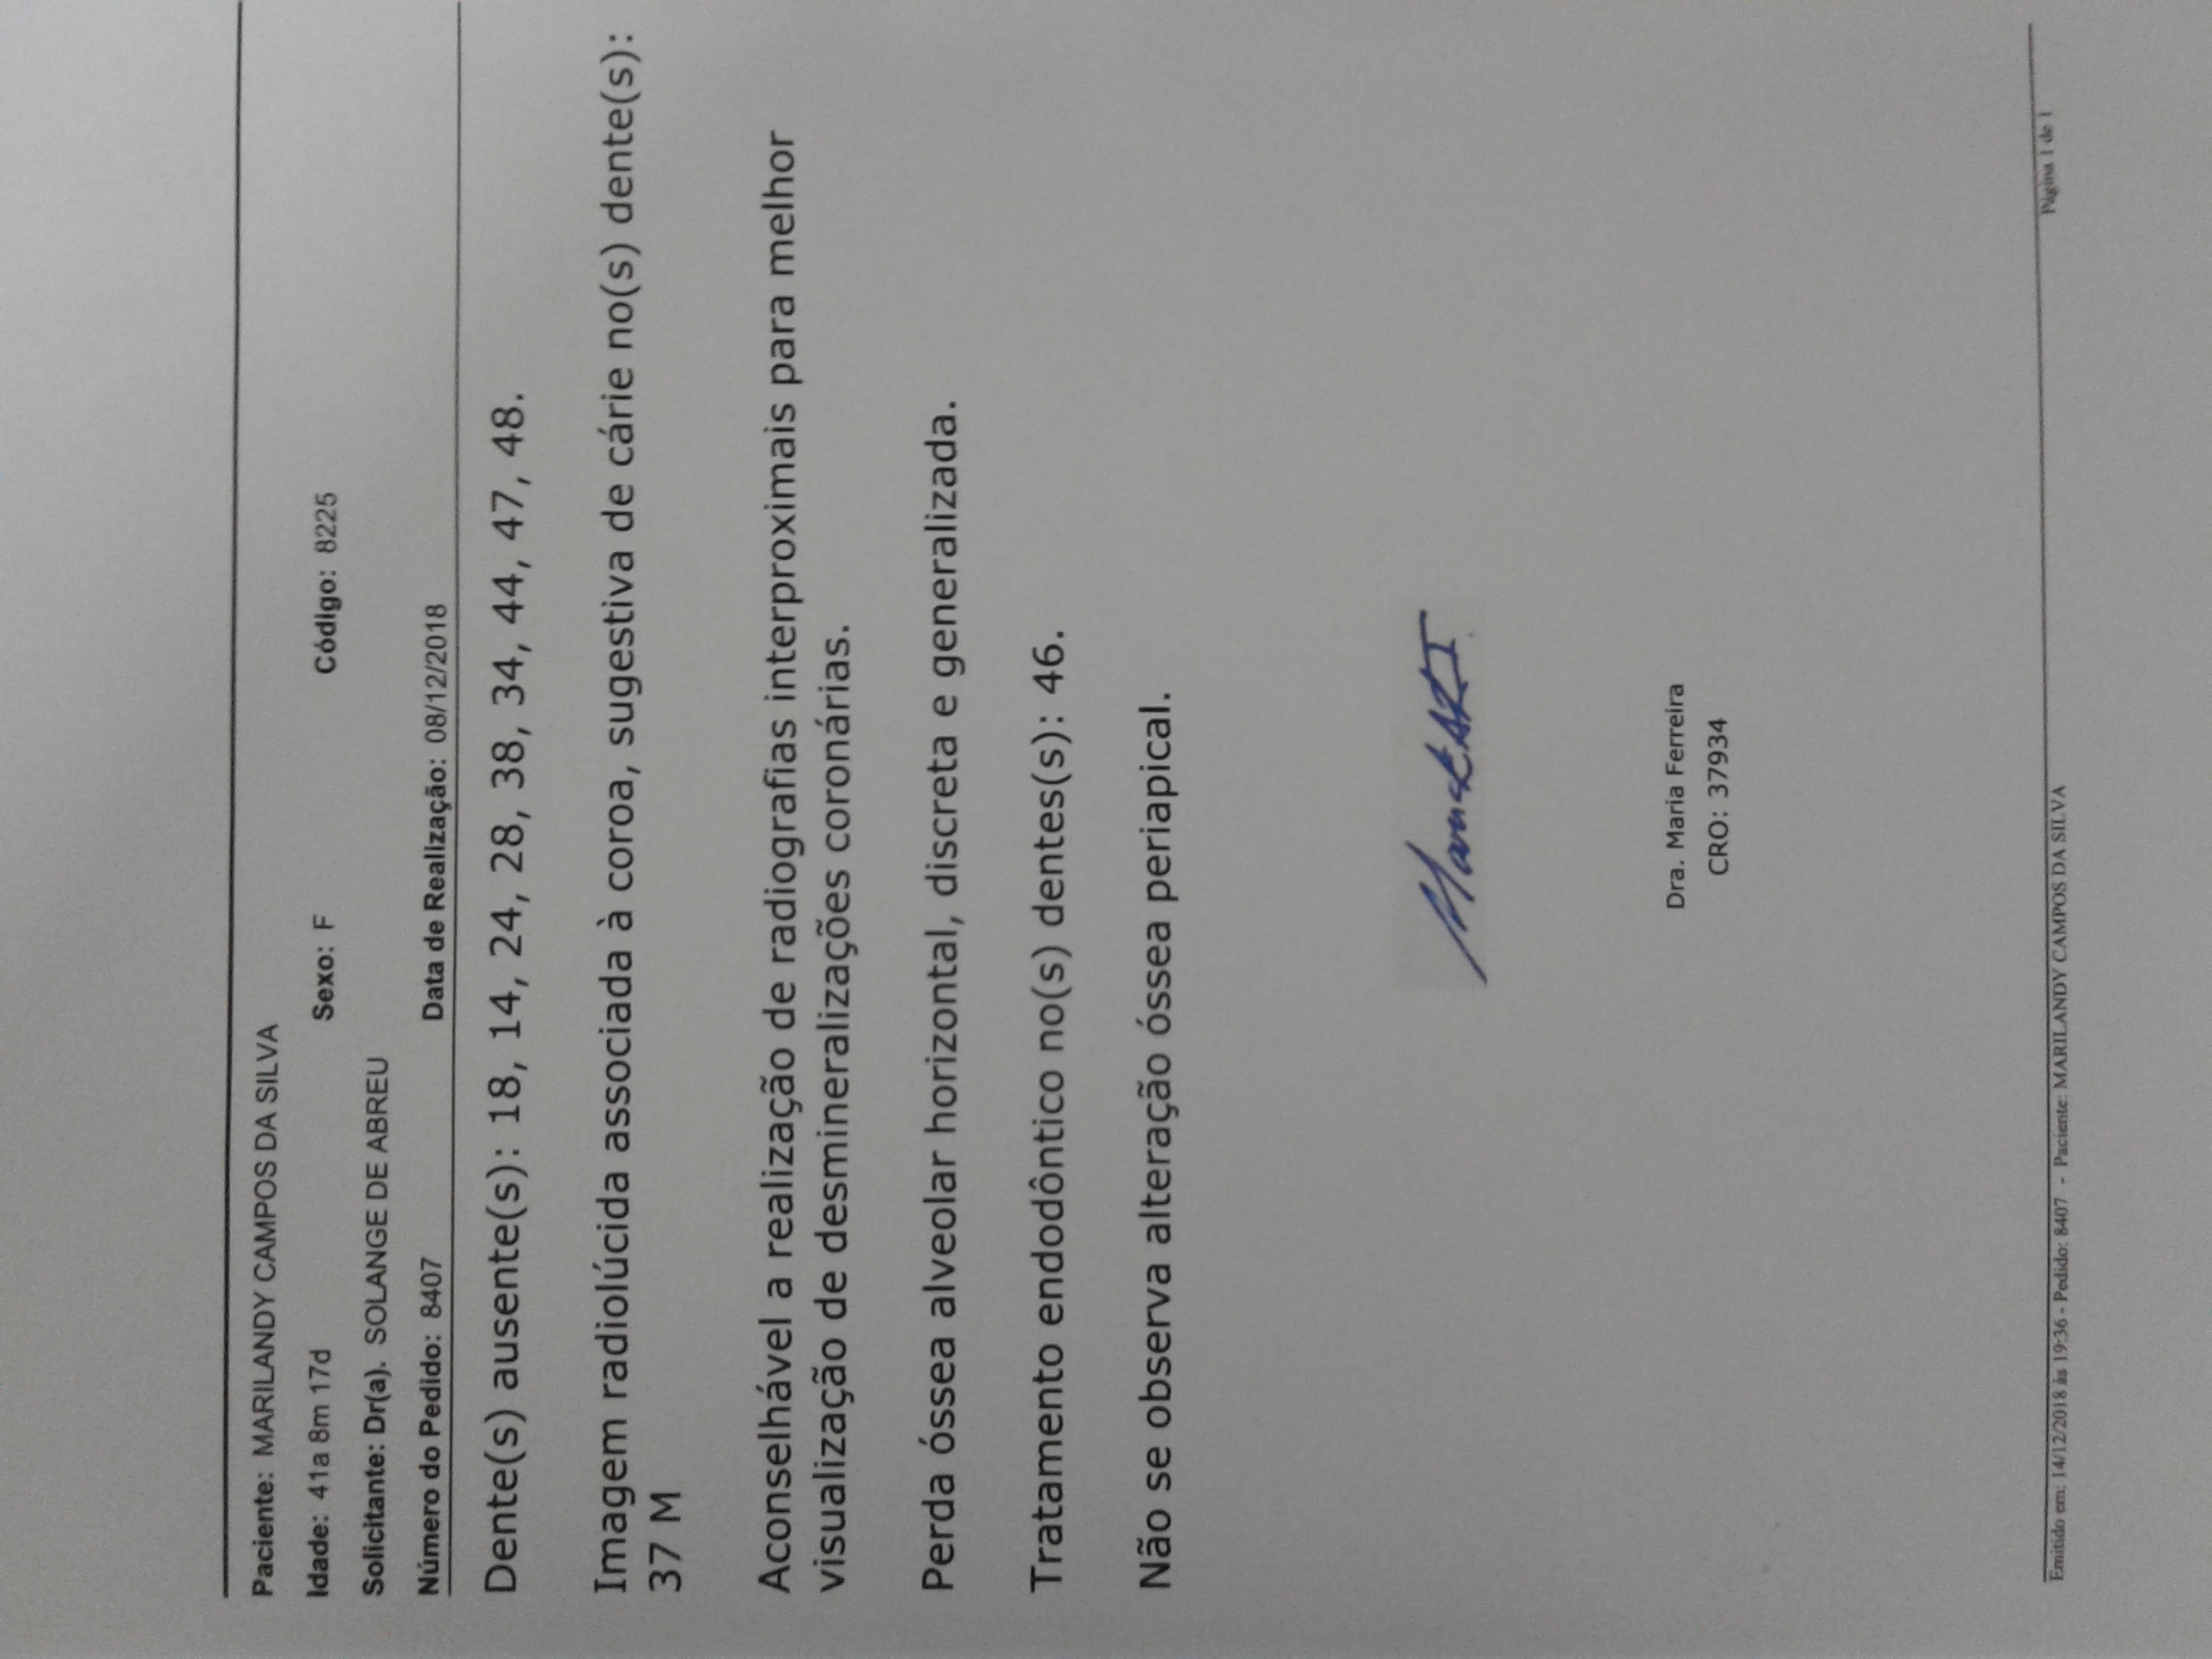 Paciente: MARILANDY CAMPOS DA SILVA
Idade: 41a 8m 17d Sexo: F Código: 8225
Solicitante: Dr(a). SOLANGE DE ABREU
Número do Pedido: 8407 Data de Realização: 08/12/2018
Dente(s) ausente(s): 18, 14, 24, 28, 38, 34, 44, 47, 48.
Imagem radiolúcida associada à coroa, sugestiva de cárie no(s) dente(s):
37 M
Aconselhável a realização de radiografias interproximais para melhor
visualização de desmineralizações coronárias.
Perda óssea alveolar horizontal, discreta e generalizada.
Tratamento endodôntico no(s) dentes(s): 46.
Não se observa alteração óssea periapical.
Dra. Maria Ferreira
CRO: 37934
Emitido em: 14/12/2018 às 19:36 - Pedido: 8407 - Paciente: MARILANDY CAMPOS DA SILVA
Página 1 de 1